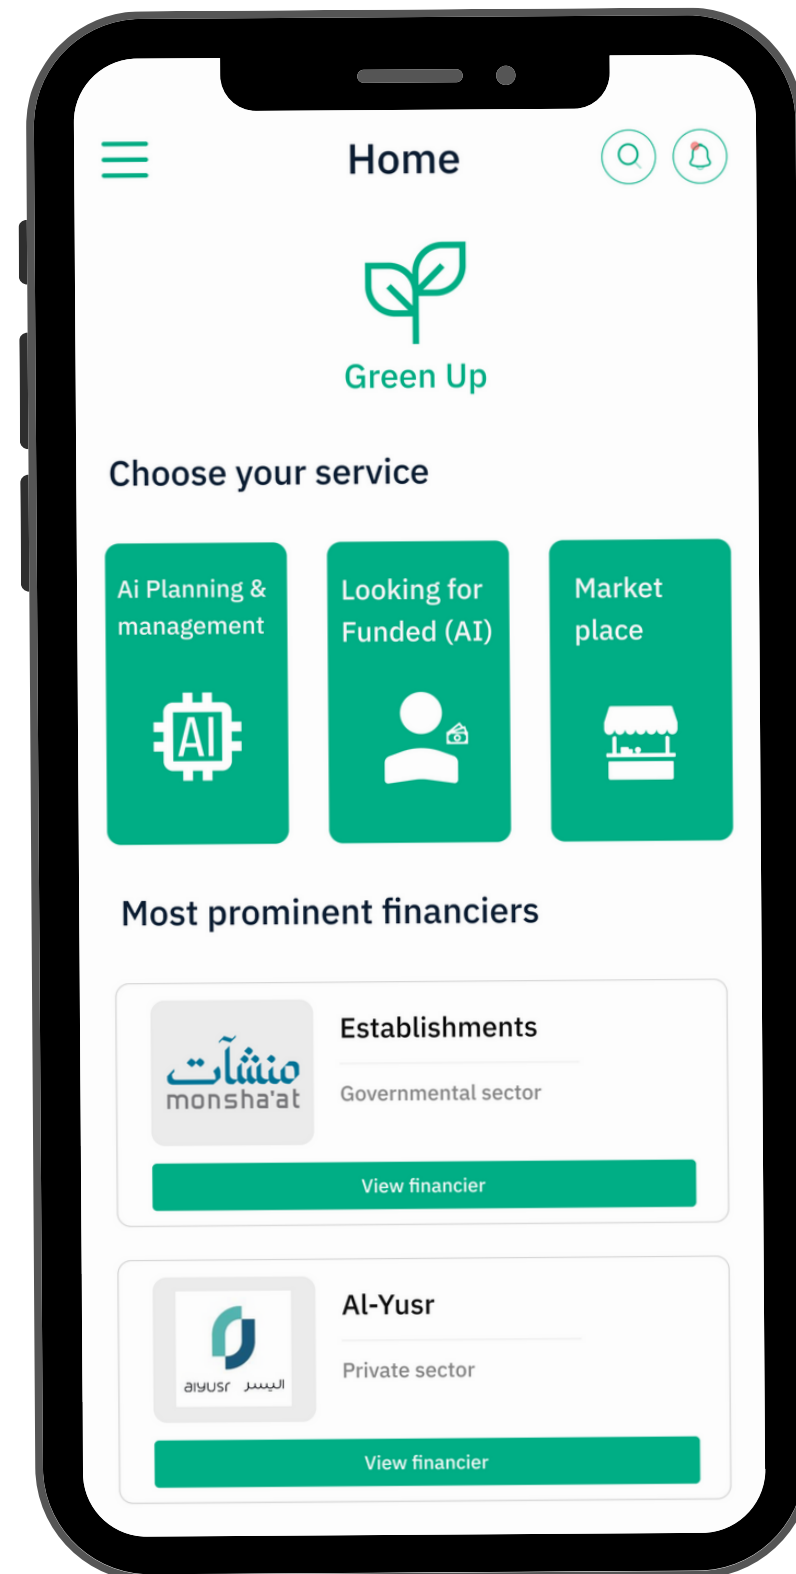 Home
Green Up
Choose your service
Ai Planning &
management
AI
Looking for
Funded (AI)
Market
place
Most prominent financiers
منشآت
monsha'at
Establishments
Governmental sector
View financier
alyusr اليسر
Al-Yusr
Private sector
View financier